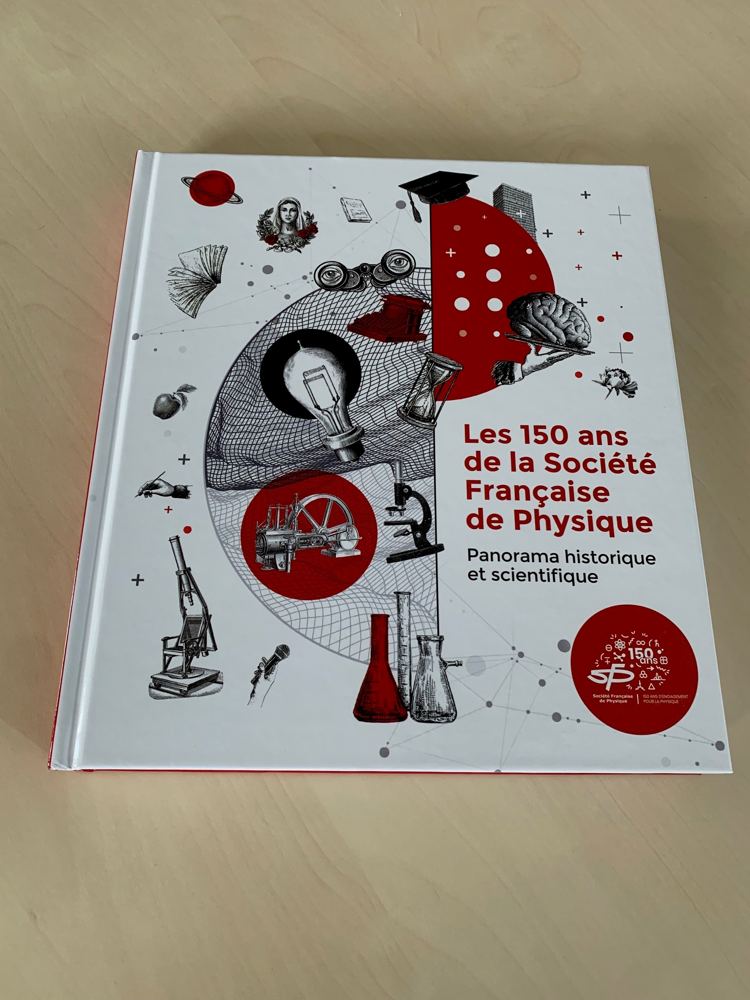 Les 150 ans
de la Société
Française
de Physique
Panorama historique
et scientifique
150
ans
sfp
Société Française
de Physique
150 ANS D'ENGAGEMENT
POUR LA PHYSIQUE